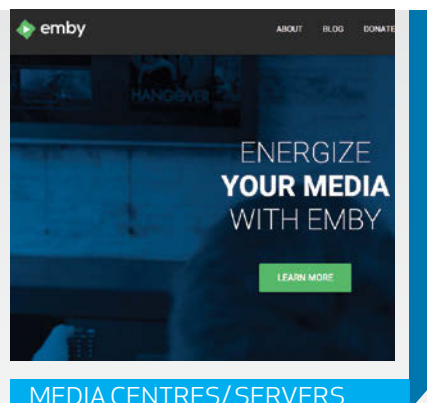 emby
ABOUT BLOG DONATE
HANGOVER
ENERGIZE
YOUR MEDIA
WITH EMBY
LEARN MORE
MEDIA CENTRES/SERVERS